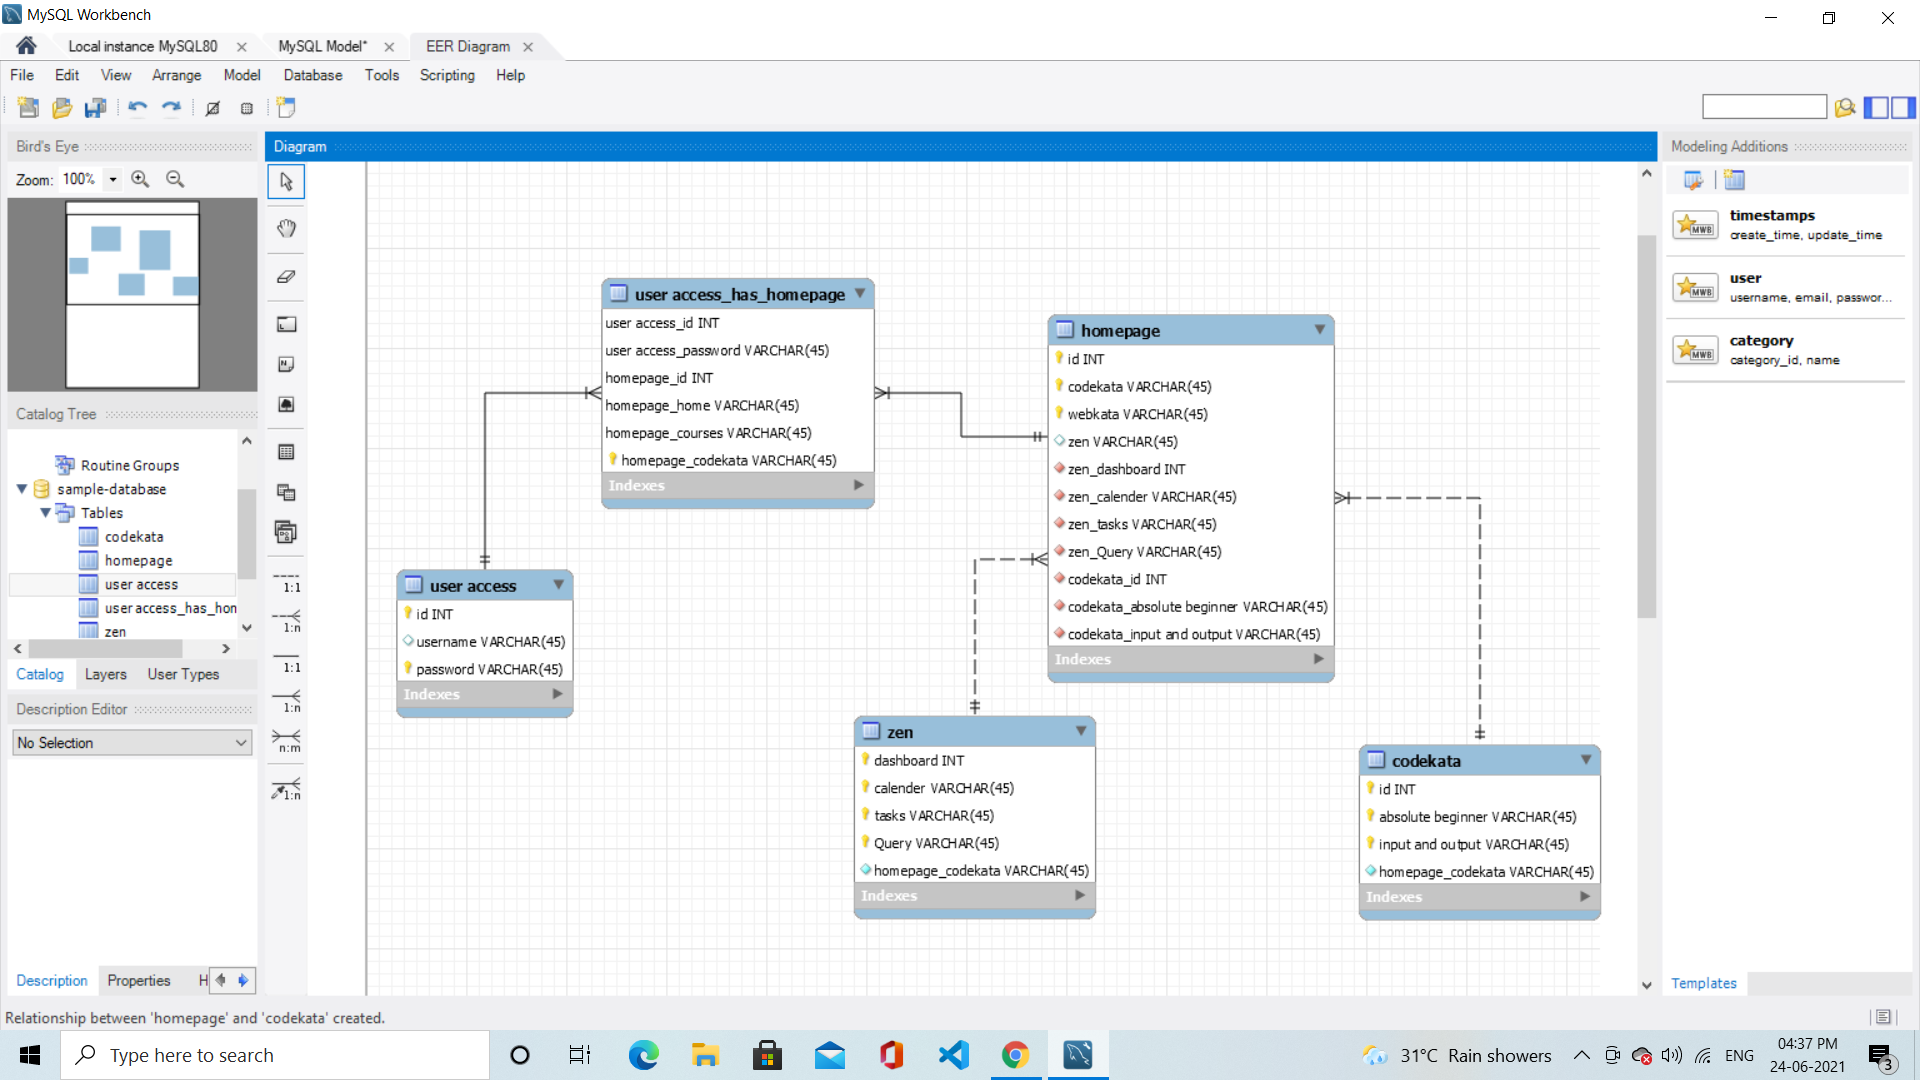 MySQL Workbench
Local instance MySQL80
MySQL Model*
EER Diagram
File Edit View Arrange Model Database Tools Scripting Help
Bird's Eye
Zoom: 100%
Catalog Tree
Routine Groups
sample-database
Tables
codekata
homepage
user access
user access_has_hon
zen
Catalog Layers User Types
Description Editor
No Selection
Description Properties H
Diagram
1:1
1:n
1:1
1:n
n:m
1:n
user access_has_homepage
user access_id INT
user access_password VARCHAR(45)
homepage_id INT
homepage_home VARCHAR(45)
homepage_courses VARCHAR(45)
homepage_codekata VARCHAR(45)
Indexes
homepage
id INT
codekata VARCHAR(45)
webkata VARCHAR(45)
zen VARCHAR(45)
zen_dashboard INT
zen_calender VARCHAR(45)
zen_tasks VARCHAR(45)
zen_Query VARCHAR(45)
codekata_id INT
codekata_absolute beginner VARCHAR(45)
codekata_input and output VARCHAR(45)
Indexes
user access
id INT
username VARCHAR(45)
password VARCHAR(45)
Indexes
zen
dashboard INT
calender VARCHAR(45)
tasks VARCHAR(45)
Query VARCHAR(45)
homepage_codekata VARCHAR(45)
Indexes
codekata
id INT
absolute beginner VARCHAR(45)
input and output VARCHAR(45)
homepage_codekata VARCHAR(45)
Indexes
Modeling Additions
MWB
timestamps
create_time, update_time
MWB
user
username, email, passwor...
MWB
category
category_id, name
Templates
Relationship between 'homepage' and 'codekata' created.
Type here to search
31°C Rain showers
ENG
04:37 PM
24-06-2021
3